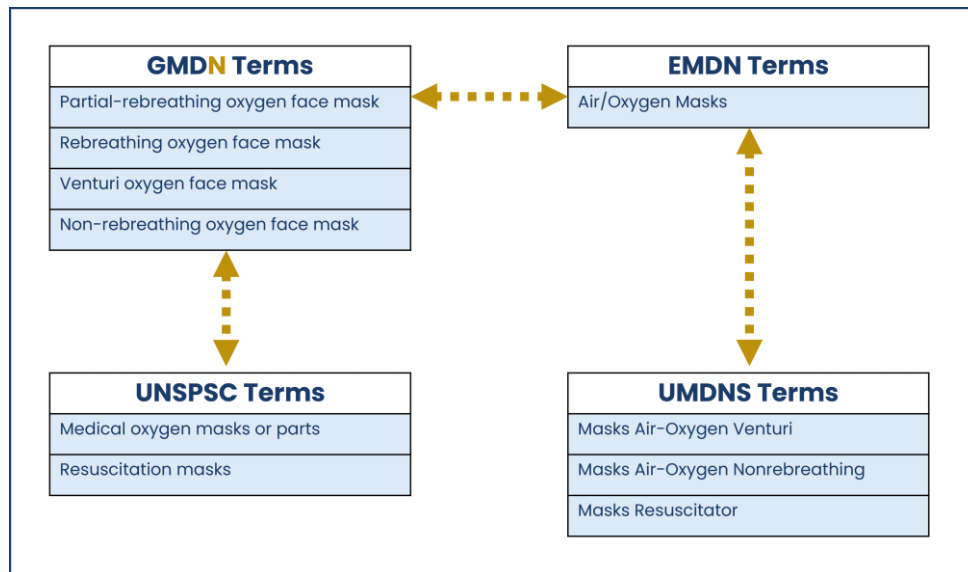 GMDN Terms
Partial-rebreathing oxygen face mask
Rebreathing oxygen face mask
Venturi oxygen face mask
Non-rebreathing oxygen face mask
EMDN Terms
Air/Oxygen Masks
UNSPSC Terms
Medical oxygen masks or parts
Resuscitation masks
UMDNS Terms
Masks Air-Oxygen Venturi
Masks Air-Oxygen Nonrebreathing
Masks Resuscitator